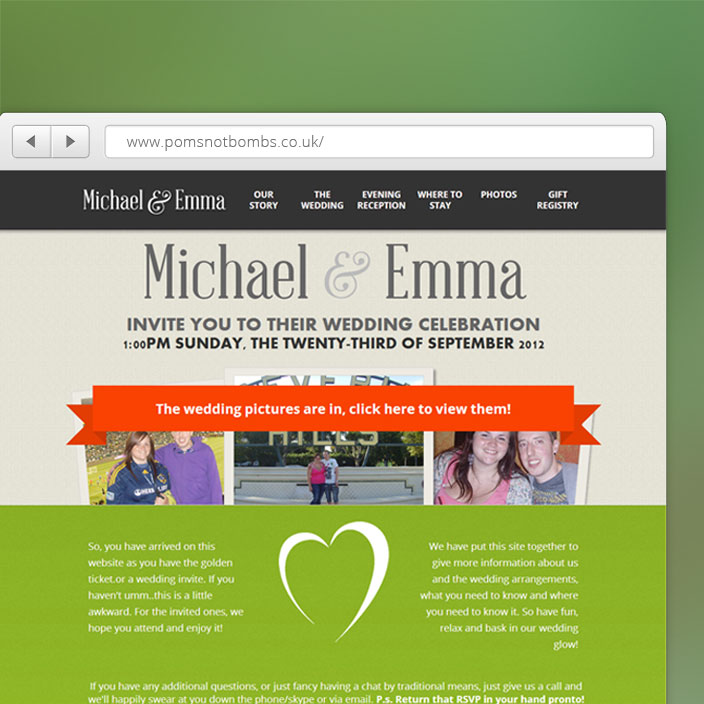 www.pomsnotbombs.co.uk/
Michael & Emma
OUR STORY
THE WEDDING
EVENING RECEPTION
WHERE TO STAY
PHOTOS
GIFT REGISTRY
Michael & Emma
INVITE YOU TO THEIR WEDDING CELEBRATION
1:00PM SUNDAY, THE TWENTY-THIRD OF SEPTEMBER 2012
The wedding pictures are in, click here to view them!
HILLS
So, you have arrived on this
website as you have the golden
ticket.or a wedding invite. If you
haven't umm..this is a little
awkward. For the invited ones, we
hope you attend and enjoy it!
We have put this site together to
give more information about us
and the wedding arrangements,
what you need to know and where
you need to know it. So have fun,
relax and bask in our wedding
glow!
If you have any additional questions, or just fancy having a chat by traditional means, just give us a call and
we'll happily swear at you down the phone/skype or via email. P.s. Return that RSVP in your hand pronto!